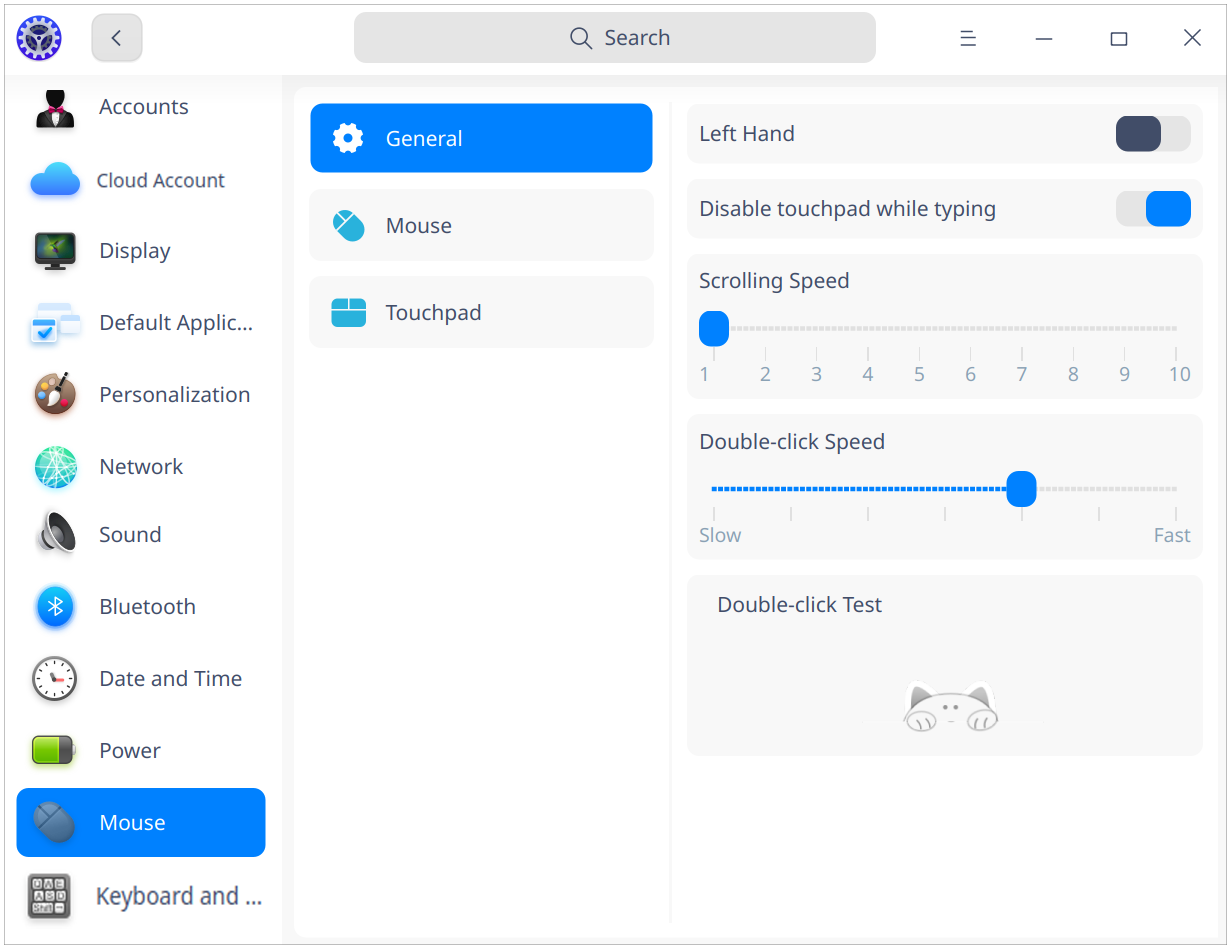 Search
Accounts
Cloud Account
Display
Default Applic...
Personalization
Network
Sound
Bluetooth
Date and Time
Power
Mouse
Keyboard and ...
General
Mouse
Touchpad
Left Hand
Disable touchpad while typing
Scrolling Speed
1 2 3 4 5 6 7 8 9 10
Double-click Speed
Slow Fast
Double-click Test